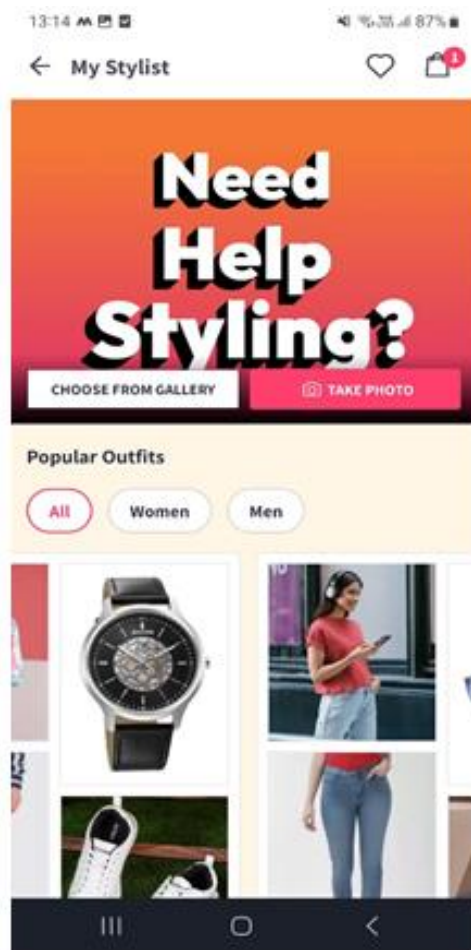 13:14
87%
My Stylist
1
Need
Help
Styling?
CHOOSE FROM GALLERY
TAKE PHOTO
Popular Outfits
All
Women
Men